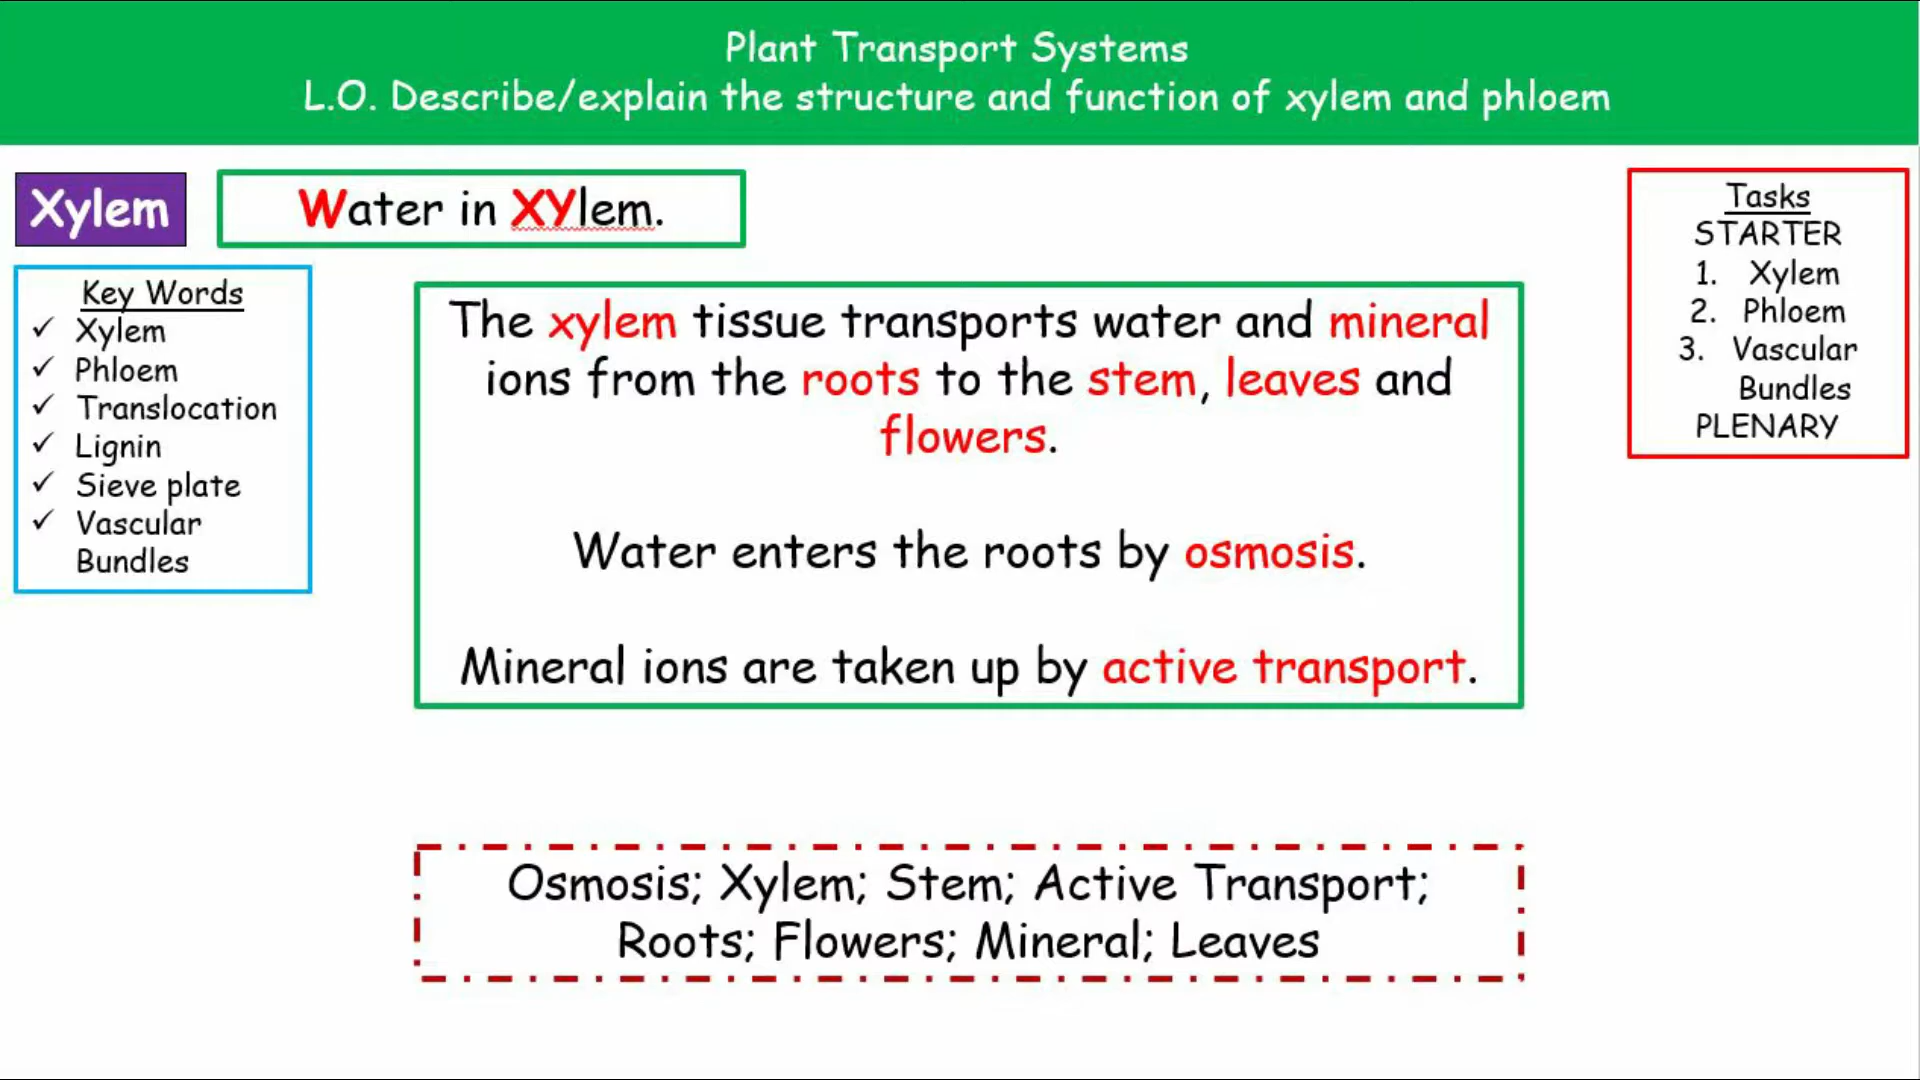 Plant Transport Systems
L.O. Describe/explain the structure and function of xylem and phloem
Xylem
Water in XYlem.
Key Words
✓ Xylem
✓ Phloem
✓ Translocation
✓ Lignin
✓ Sieve plate
✓ Vascular
Bundles
The xylem tissue transports water and mineral
ions from the roots to the stem, leaves and
flowers.
Water enters the roots by osmosis.
Mineral ions are taken up by active transport.
Osmosis; Xylem; Stem; Active Transport;
Roots; Flowers; Mineral; Leaves
Tasks
STARTER
1. Xylem
2. Phloem
3. Vascular
Bundles
PLENARY